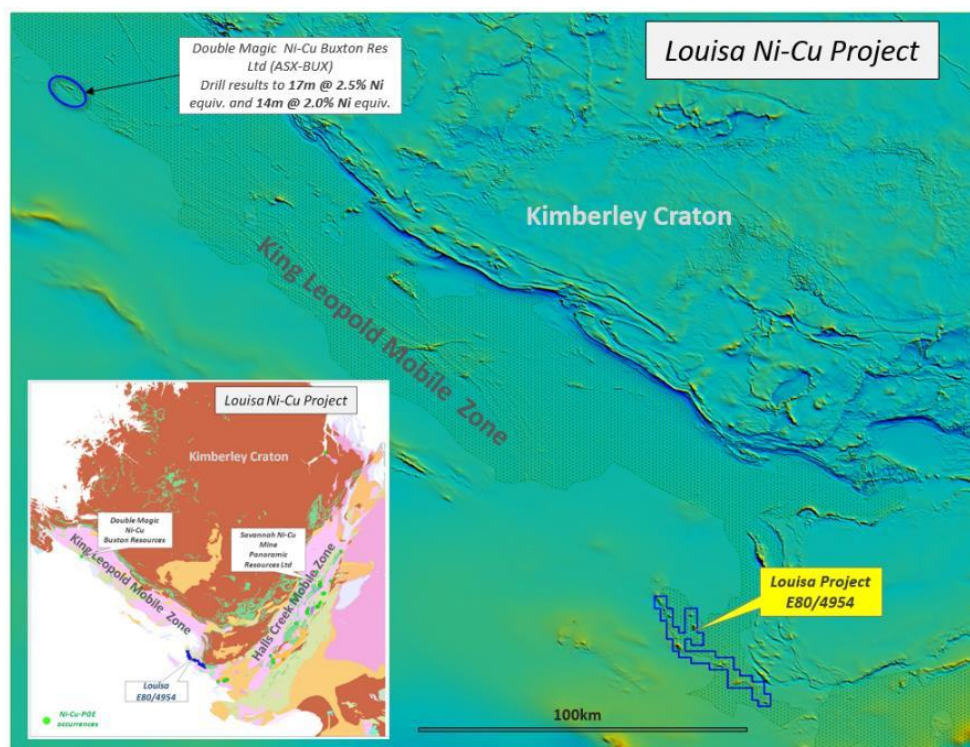 Double Magic Ni-Cu Buxton Res
Ltd (ASX-BUX)
Drill results to 17m @ 2.5% Ni
equiv. and 14m @ 2.0% Ni equiv.
Louisa Ni-Cu Project
Kimberley Craton
King Leopold Mobile Zone
Louisa Project
E80/4954
100km
Louisa Ni-Cu Project
Kimberley Craton
Double Magic
Ni-Cu
Buxton Resources
Savannah Ni-Cu
Mine
Panoramic
Resources Ltd
King Leopold Mobile Zone
Halls Creek Mobile Zone
Louisa
E80/4954
Ni-Cu-PGE
occurrences